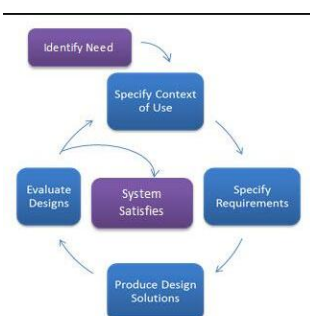 Identify Need
Specify Context
of Use
Evaluate
Designs
System
Satisfies
Specify
Requirements
Produce Design
Solutions